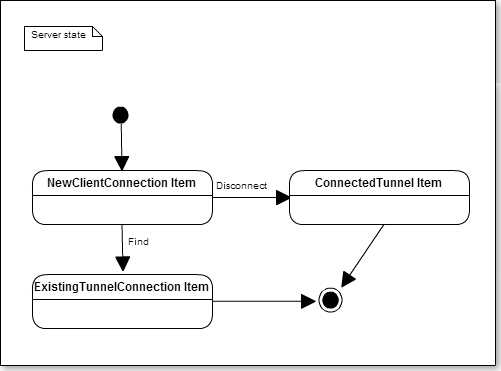 Server state
NewClientConnection Item
Disconnect
ConnectedTunnel Item
Find
ExistingTunnelConnection Item